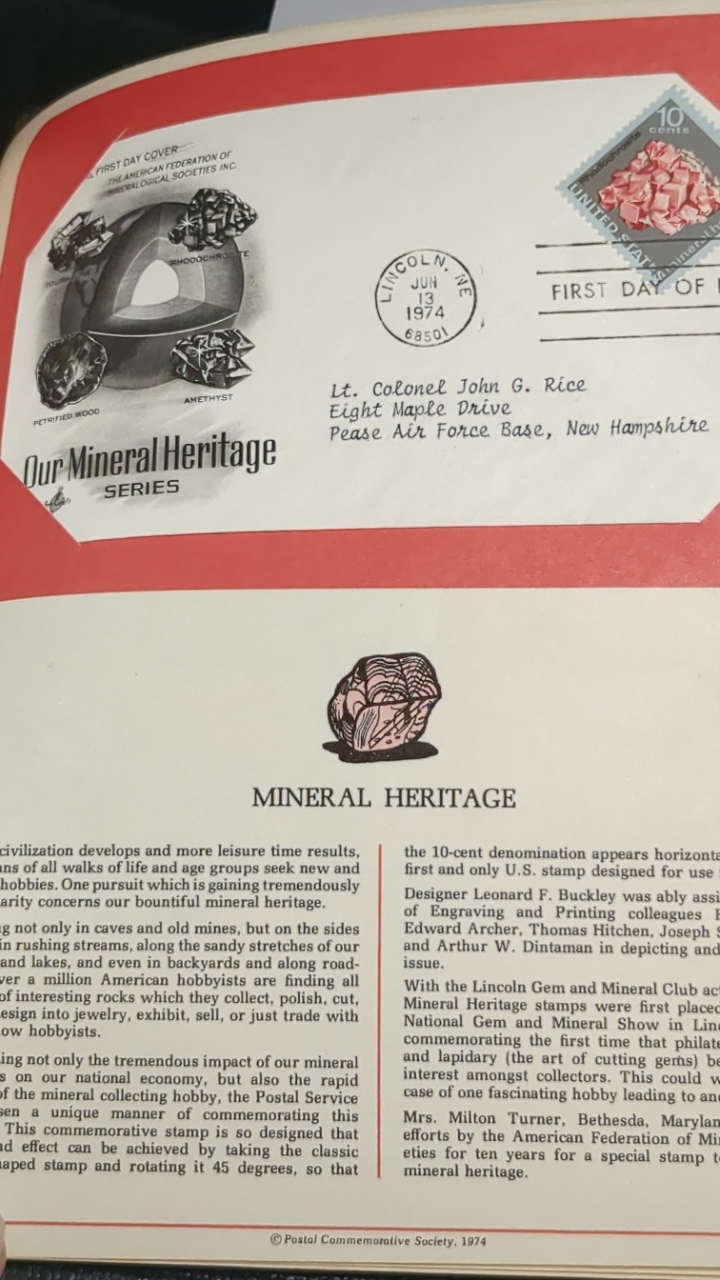 FIRST DAY COVER
THE AMERICAN FEDERATION OF
MINERALOGICAL SOCIETIES INC.
RHODOCHROSITE
TOURM
PETRIFIED WOOD
AMETHYST
Our Mineral Heritage
SERIES
10
cents
Rhodochrosite
UNITED STAT
mineral h
LINCOLN, NE
JUN
13
1974
68501
FIRST DAY OF
Lt. Colonel John G. Rice
Eight Maple Drive
Pease Air Force Base, New Hampshire
MINERAL HERITAGE
civilization develops and more leisure time results,
ns of all walks of life and age groups seek new and
hobbies. One pursuit which is gaining tremendously
arity concerns our bountiful mineral heritage.
g not only in caves and old mines, but on the sides
in rushing streams, along the sandy stretches of our
and lakes, and even in backyards and along road-
ver a million American hobbyists are finding all
of interesting rocks which they collect, polish, cut,
esign into jewelry, exhibit, sell, or just trade with
ow hobbyists.
ing not only the tremendous impact of our mineral
s on our national economy, but also the rapid
of the mineral collecting hobby, the Postal Service
sen a unique manner of commemorating this
This commemorative stamp is so designed that
d effect can be achieved by taking the classic
aped stamp and rotating it 45 degrees, so that
the 10-cent denomination appears horizonta
first and only U.S. stamp designed for use
Designer Leonard F. Buckley was ably assi
of Engraving and Printing colleagues
Edward Archer, Thomas Hitchen, Joseph S
and Arthur W. Dintaman in depicting and
issue.
With the Lincoln Gem and Mineral Club act
Mineral Heritage stamps were first placed
National Gem and Mineral Show in Linc
commemorating the first time that philate
and lapidary (the art of cutting gems) be
interest amongst collectors. This could w
case of one fascinating hobby leading to an
Mrs. Milton Turner, Bethesda, Marylan
efforts by the American Federation of Min
eties for ten years for a special stamp t
mineral heritage.
© Postal Commemorative Society, 1974